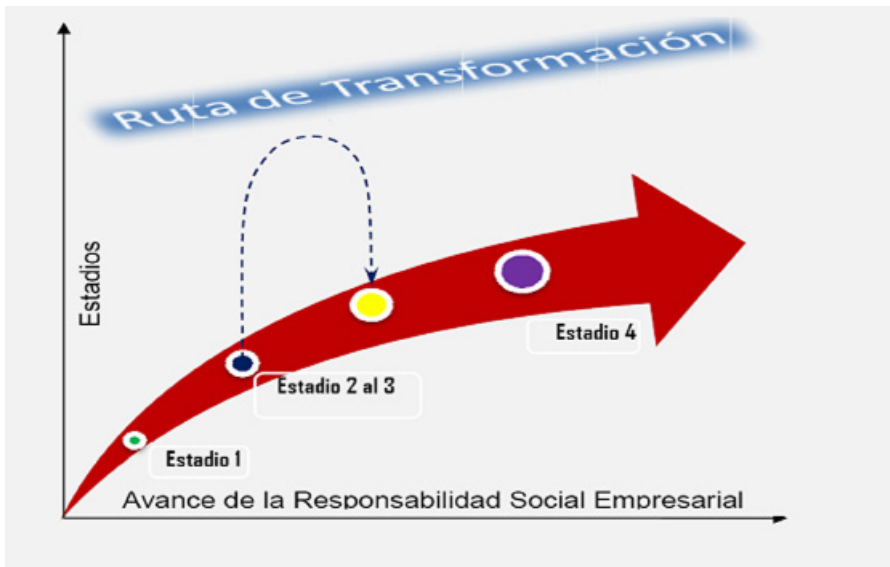 Ruta de Transformación
Estadios
Estadio 4
Estadio 2 al 3
Estadio 1
Avance de la Responsabilidad Social Empresarial